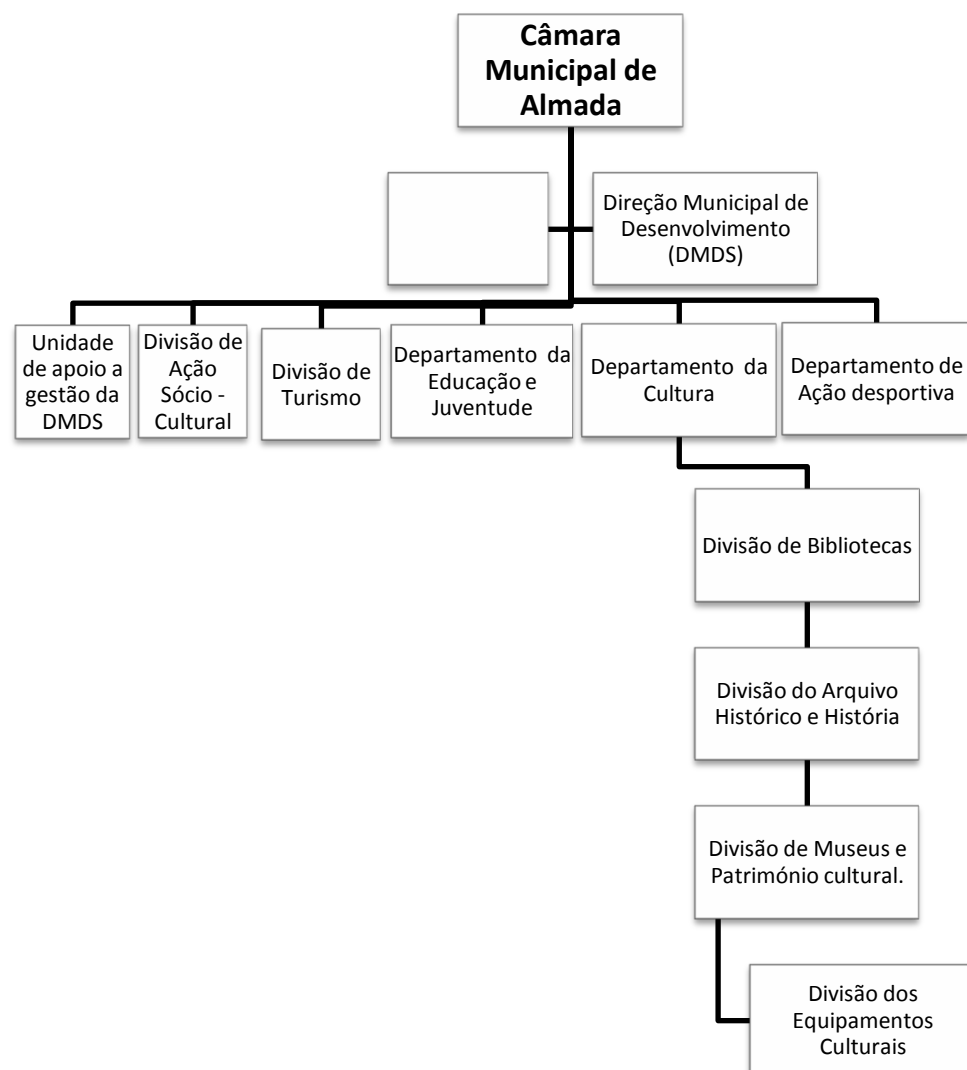 Câmara
Municipal de
Almada
Direção Municipal de
Desenvolvimento
(DMDS)
Unidade
de apoio a
gestão da
DMDS
Divisão de
Ação
Sócio -
Cultural
Divisão de
Turismo
Departamento da
Educação e
Juventude
Departamento da
Cultura
Departamento de
Ação desportiva
Divisão de Bibliotecas
Divisão do Arquivo
Histórico e História
Divisão de Museus e
Património cultural.
Divisão dos
Equipamentos
Culturais